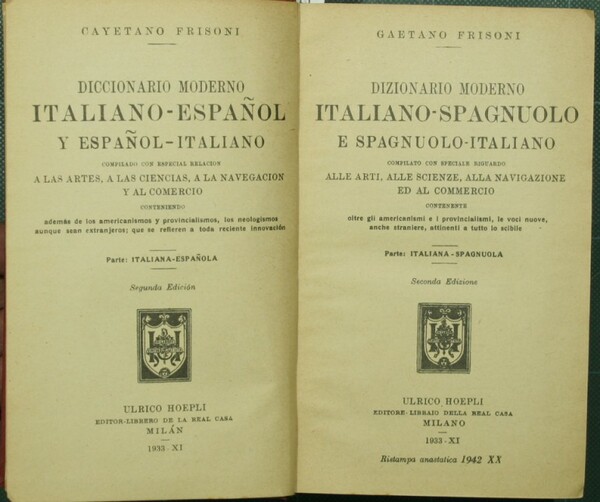 CAYETANO FRISONI
DICCIONARIO MODERNO
ITALIANO-ESPAÑOL
Y ESPAÑOL-ITALIANO
COMPILADO CON ESPECIAL RELACION
A LAS ARTES, A LAS CIENCIAS, A LA NAVEGACION
Y AL COMERCIO
CONTENIENDO
además de los americanismos y provincialismos, los neologismos
aunque sean extranjeros; que se refieren a toda reciente innovación
Parte: ITALIANA-ESPAÑOLA
Segunda Edición
ULRICO HOEPLI
EDITOR-LIBRERO DE LA REAL CASA
MILÁN
1933-XI
GAETANO FRISONI
DIZIONARIO MODERNO
ITALIANO-SPAGNUOLO
E SPAGNUOLO-ITALIANO
COMPILATO CON SPECIALE RIGUARDO
ALLE ARTI, ALLE SCIENZE, ALLA NAVIGAZIONE
ED AL COMMERCIO
CONTENENTE
oltre gli americanismi e i provincialismi, le voci nuove,
anche straniere, attinenti a tutto lo scibile
Parte: ITALIANA-SPAGNUOLA
Seconda Edizione
ULRICO HOEPLI
EDITORE-LIBRAIO DELLA REAL CASA
MILANO
1933-XI
Ristampa anastatica 1942 XX